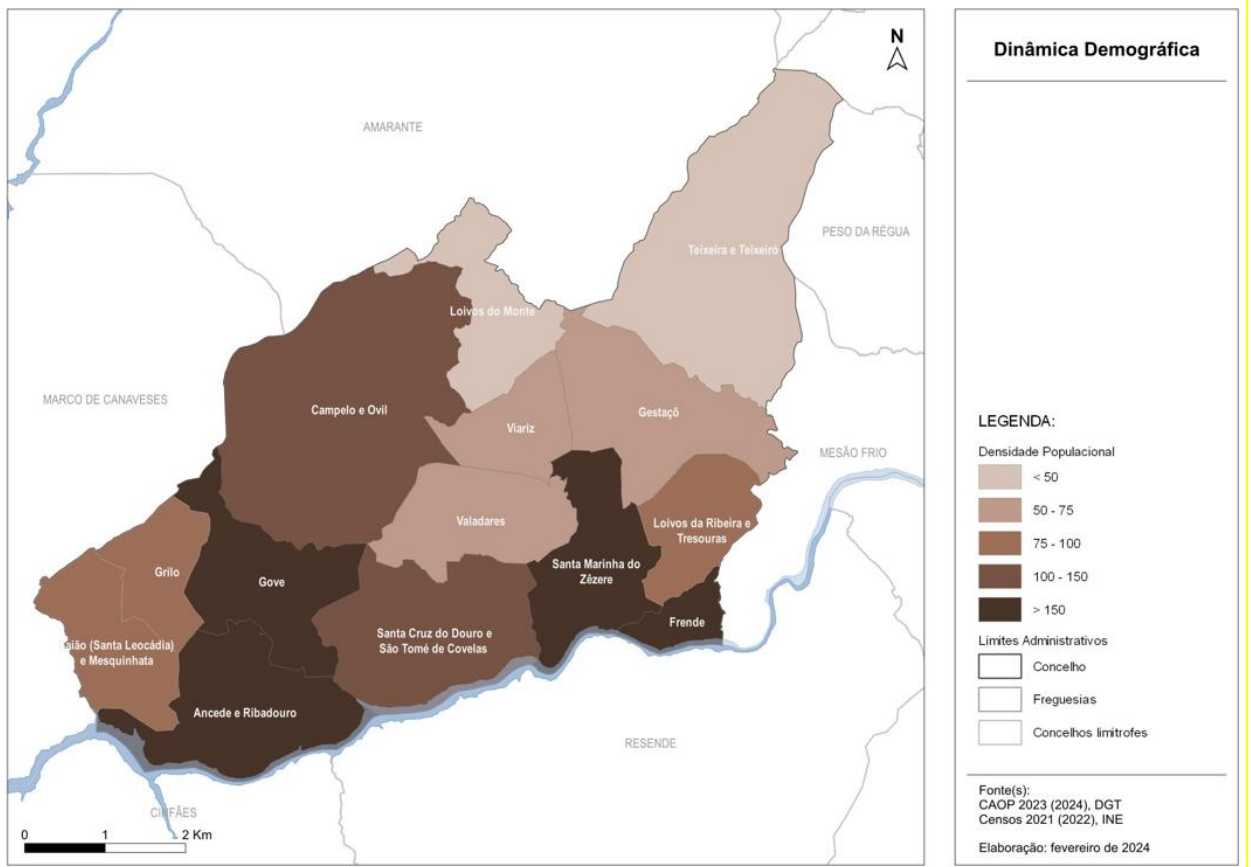 N
AMARANTE
PESO DA RÉGUA
Teixeira e Teixeiró
Loivos do Monte
MARCO DE CANAVESES
Campelo e Ovil
Gestaçô
Viariz
MESÃO FRIO
Valadares
Loivos da Ribeira e
Tresouras
Grilo
Gove
Santa Marinha do
Zêzere
Frende
Santa Cruz do Douro e
São Tomé de Covelas
aião (Santa Leocádia)
e Mesquinhata
Ancede e Ribadouro
RESENDE
CINFÃES
0 1 2 Km
Dinâmica Demográfica
LEGENDA:
Densidade Populacional
< 50
50 - 75
75 - 100
100 - 150
> 150
Limites Administrativos
Concelho
Freguesias
Concelhos limitrofes
Fonte(s):
CAOP 2023 (2024), DGT
Censos 2021 (2022), INE
Elaboração: fevereiro de 2024